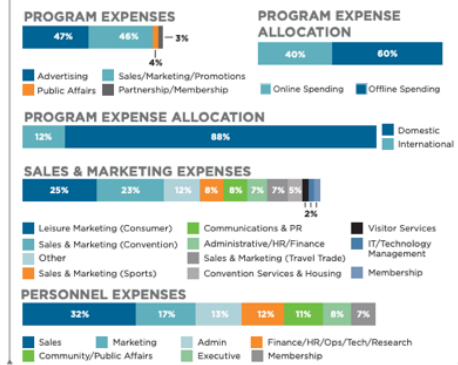 PROGRAM EXPENSES
47% 46% 3%
4%
Advertising Sales/Marketing/Promotions
Public Affairs Partnership/Membership
PROGRAM EXPENSE
ALLOCATION
40% 60%
Online Spending Offline Spending
PROGRAM EXPENSE ALLOCATION
12% 88%
Domestic
International
SALES & MARKETING EXPENSES
25% 23% 12% 8% 8% 7% 7% 5%
2%
Leisure Marketing (Consumer) Communications & PR Visitor Services
Sales & Marketing (Convention) Administrative/HR/Finance IT/Technology
Management
Other Sales & Marketing (Travel Trade)
Sales & Marketing (Sports) Convention Services & Housing Membership
PERSONNEL EXPENSES
32% 17% 13% 12% 11% 8% 7%
Sales Marketing Admin Finance/HR/Ops/Tech/Research
Community/Public Affairs Executive Membership